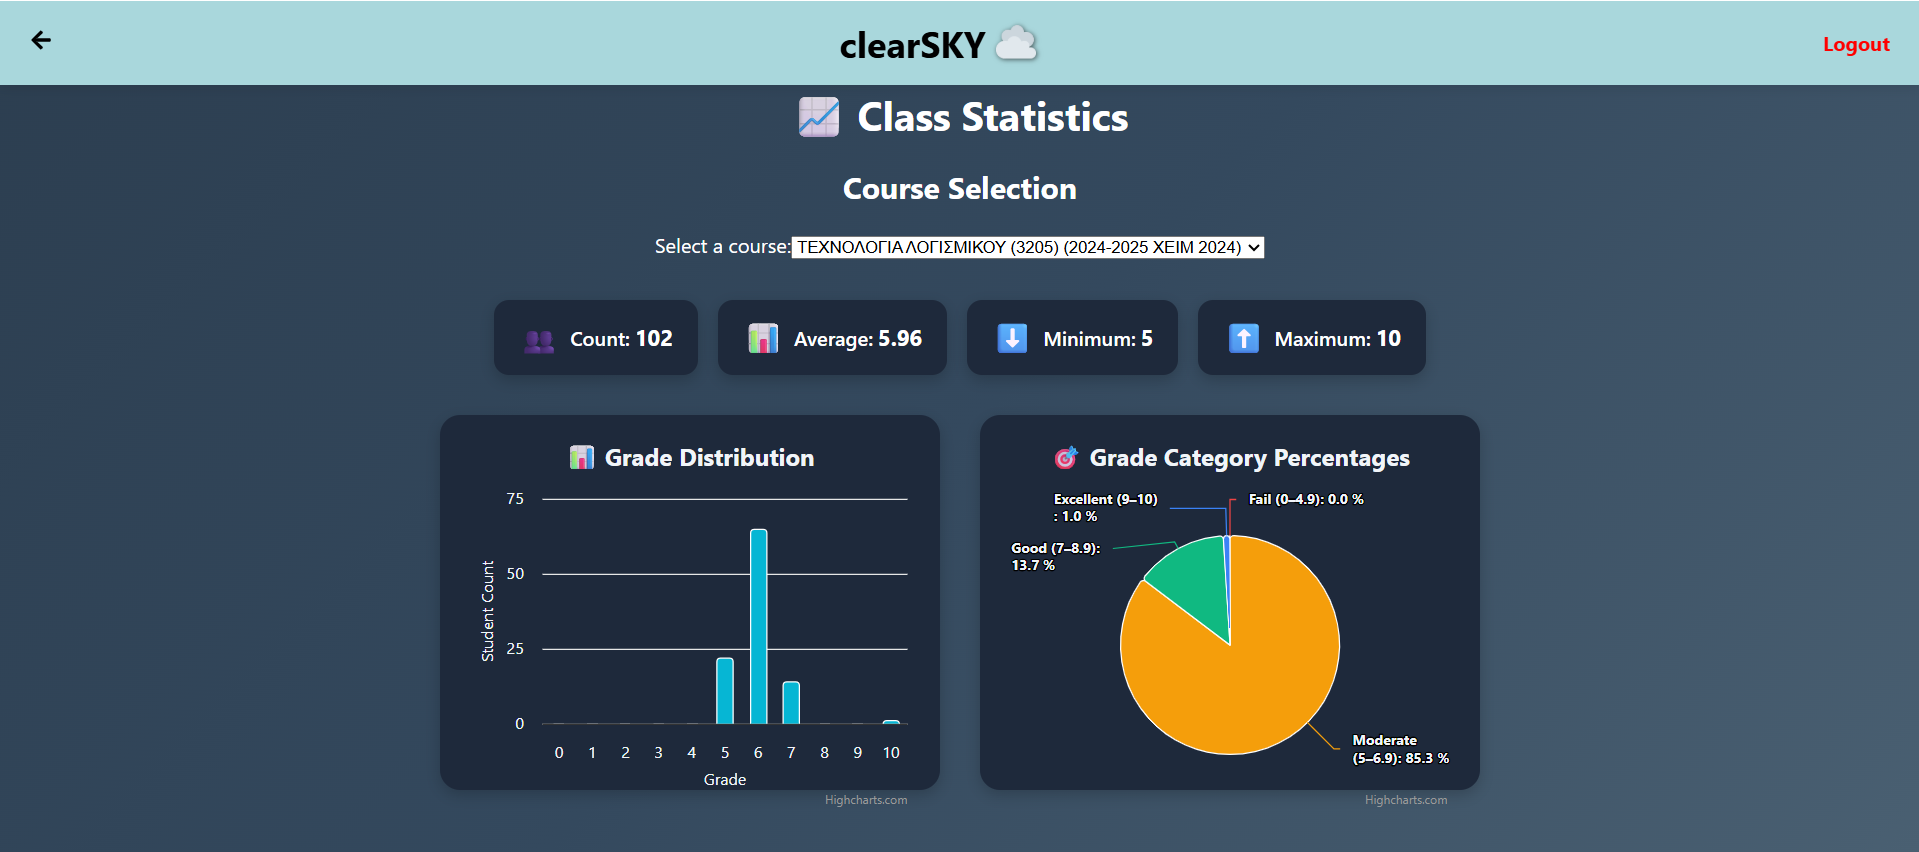 clearSKY
Logout
Class Statistics
Course Selection
Select a course: ΤΕΧΝΟΛΟΓΙΑ ΛΟΓΙΣΜΙΚΟΥ (3205) (2024-2025 ΧΕΙΜ 2024)
Count: 102
Average: 5.96
Minimum: 5
Maximum: 10
Grade Distribution
75
50
25
0
Student Count
0 1 2 3 4 5 6 7 8 9 10
Grade
Highcharts.com
Grade Category Percentages
Excellent (9–10)
: 1.0 %
Fail (0–4.9): 0.0 %
Good (7–8.9):
13.7 %
Moderate
(5–6.9): 85.3 %
Highcharts.com